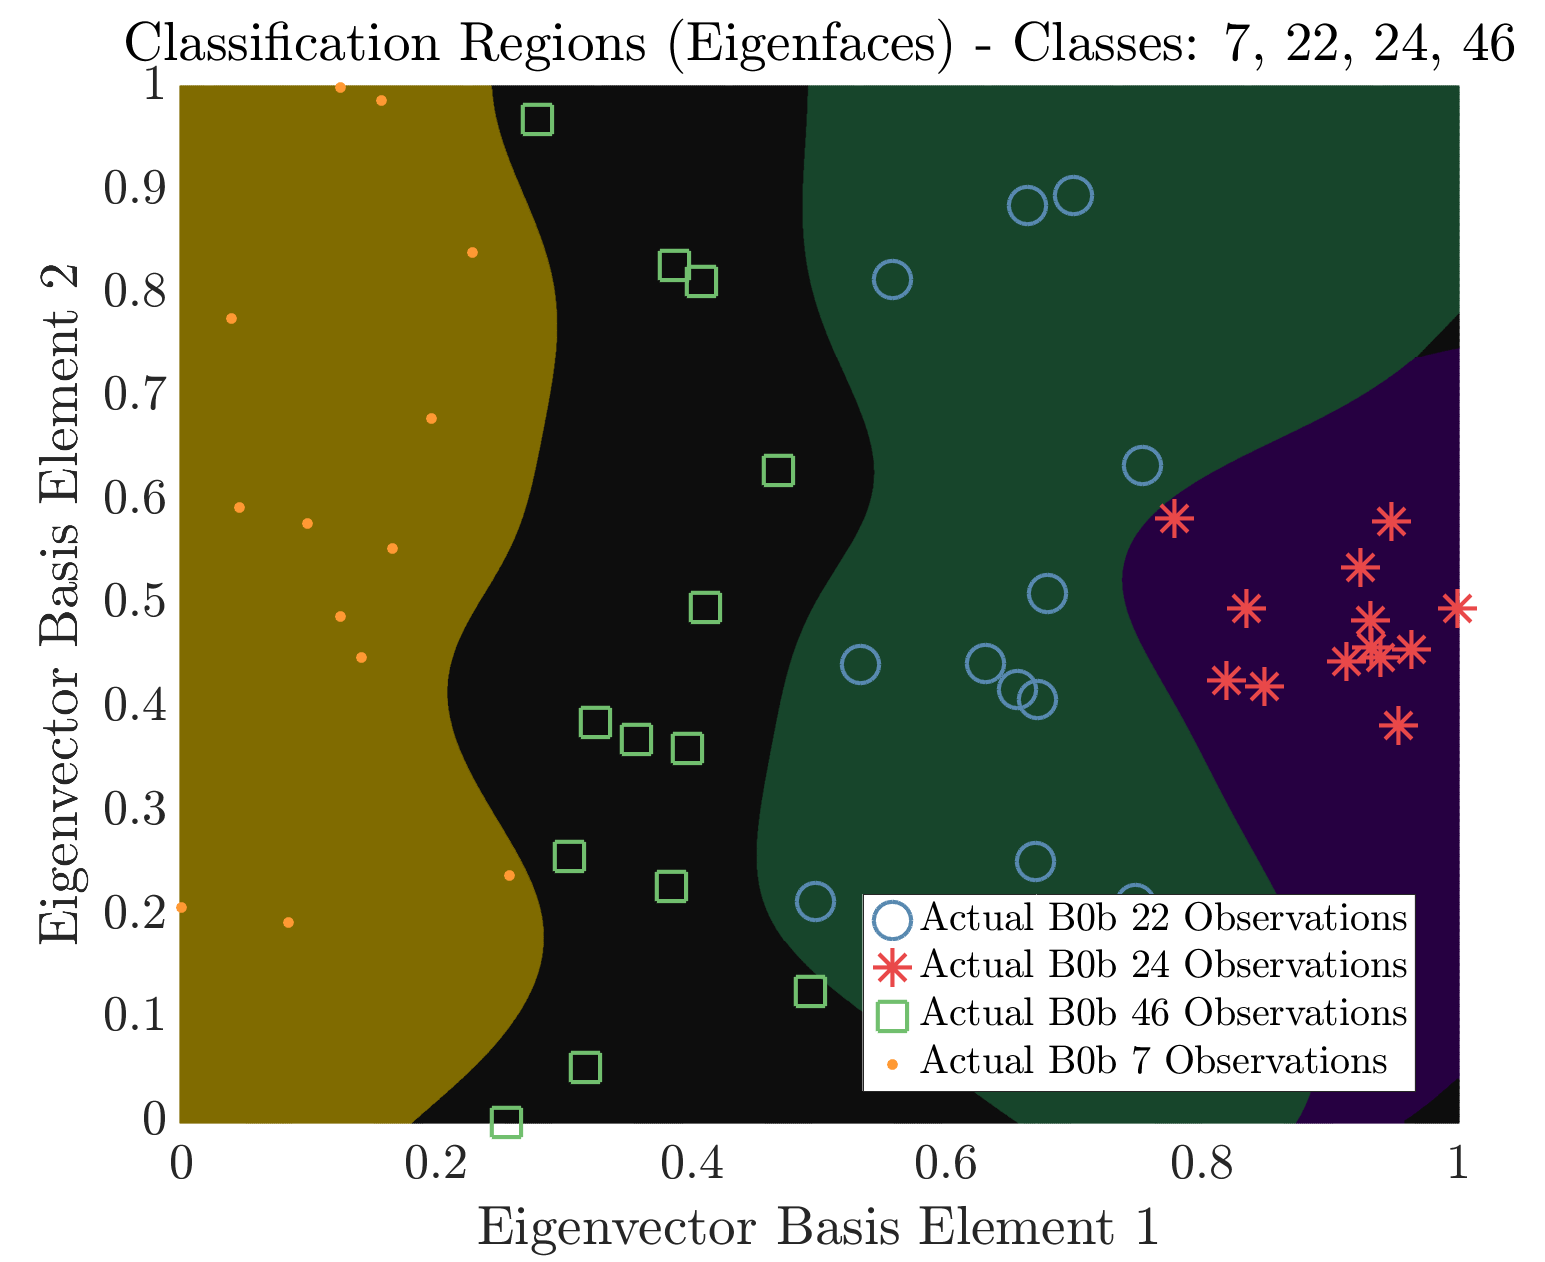 Classification Regions (Eigenfaces) - Classes: 7, 22, 24, 46
1
0.9
0.8
0.7
0.6
0.5
0.4
0.3
0.2
0.1
0
Eigenvector Basis Element 2
Actual B0b 22 Observations
Actual B0b 24 Observations
Actual B0b 46 Observations
Actual B0b 7 Observations
0 0.2 0.4 0.6 0.8 1
Eigenvector Basis Element 1